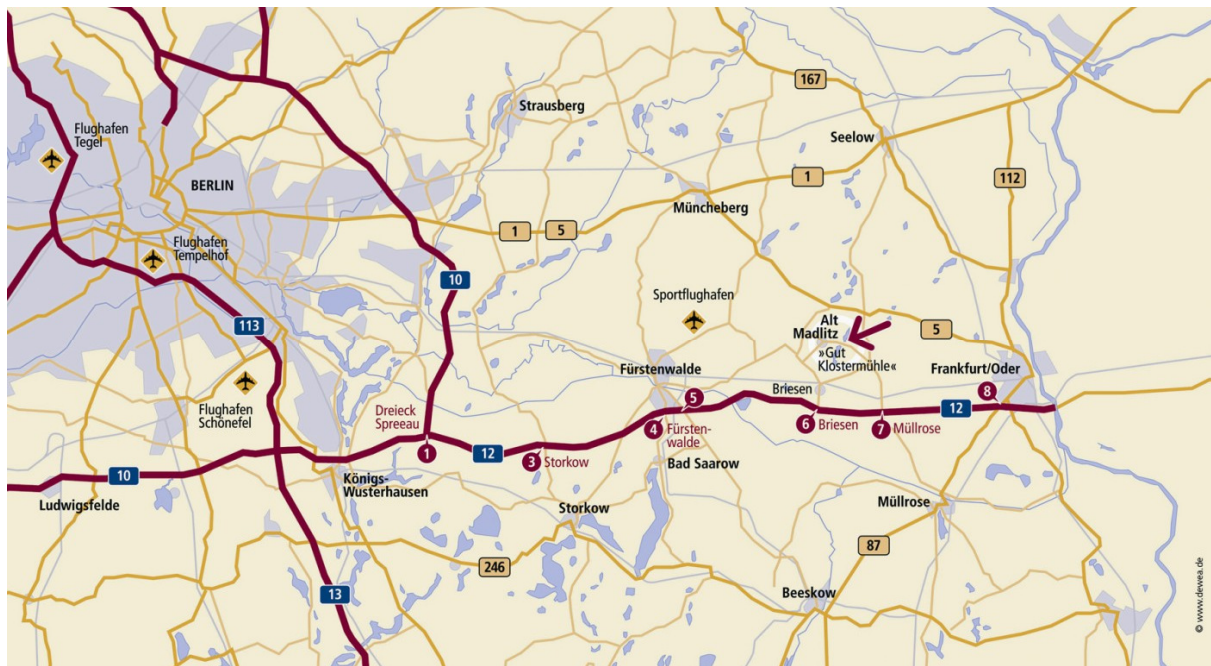 167
Strausberg
Flughafen
Tegel
Seelow
BERLIN
1
112
Müncheberg
1
5
Flughafen
Tempelhof
10
Sportflughafen
113
Alt
Madlitz
5
»Gut
Klostermühle«
Fürstenwalde
Frankfurt/Oder
Flughafen
Schönefel
Briesen
8
5
12
Dreieck
Spreeau
4
Fürsten-
walde
6
Briesen
7
Müllrose
1
12
3
Storkow
Bad Saarow
10
Königs-
Wusterhausen
Ludwigsfelde
Storkow
Müllrose
87
246
13
Beeskow
© www.dewea.de